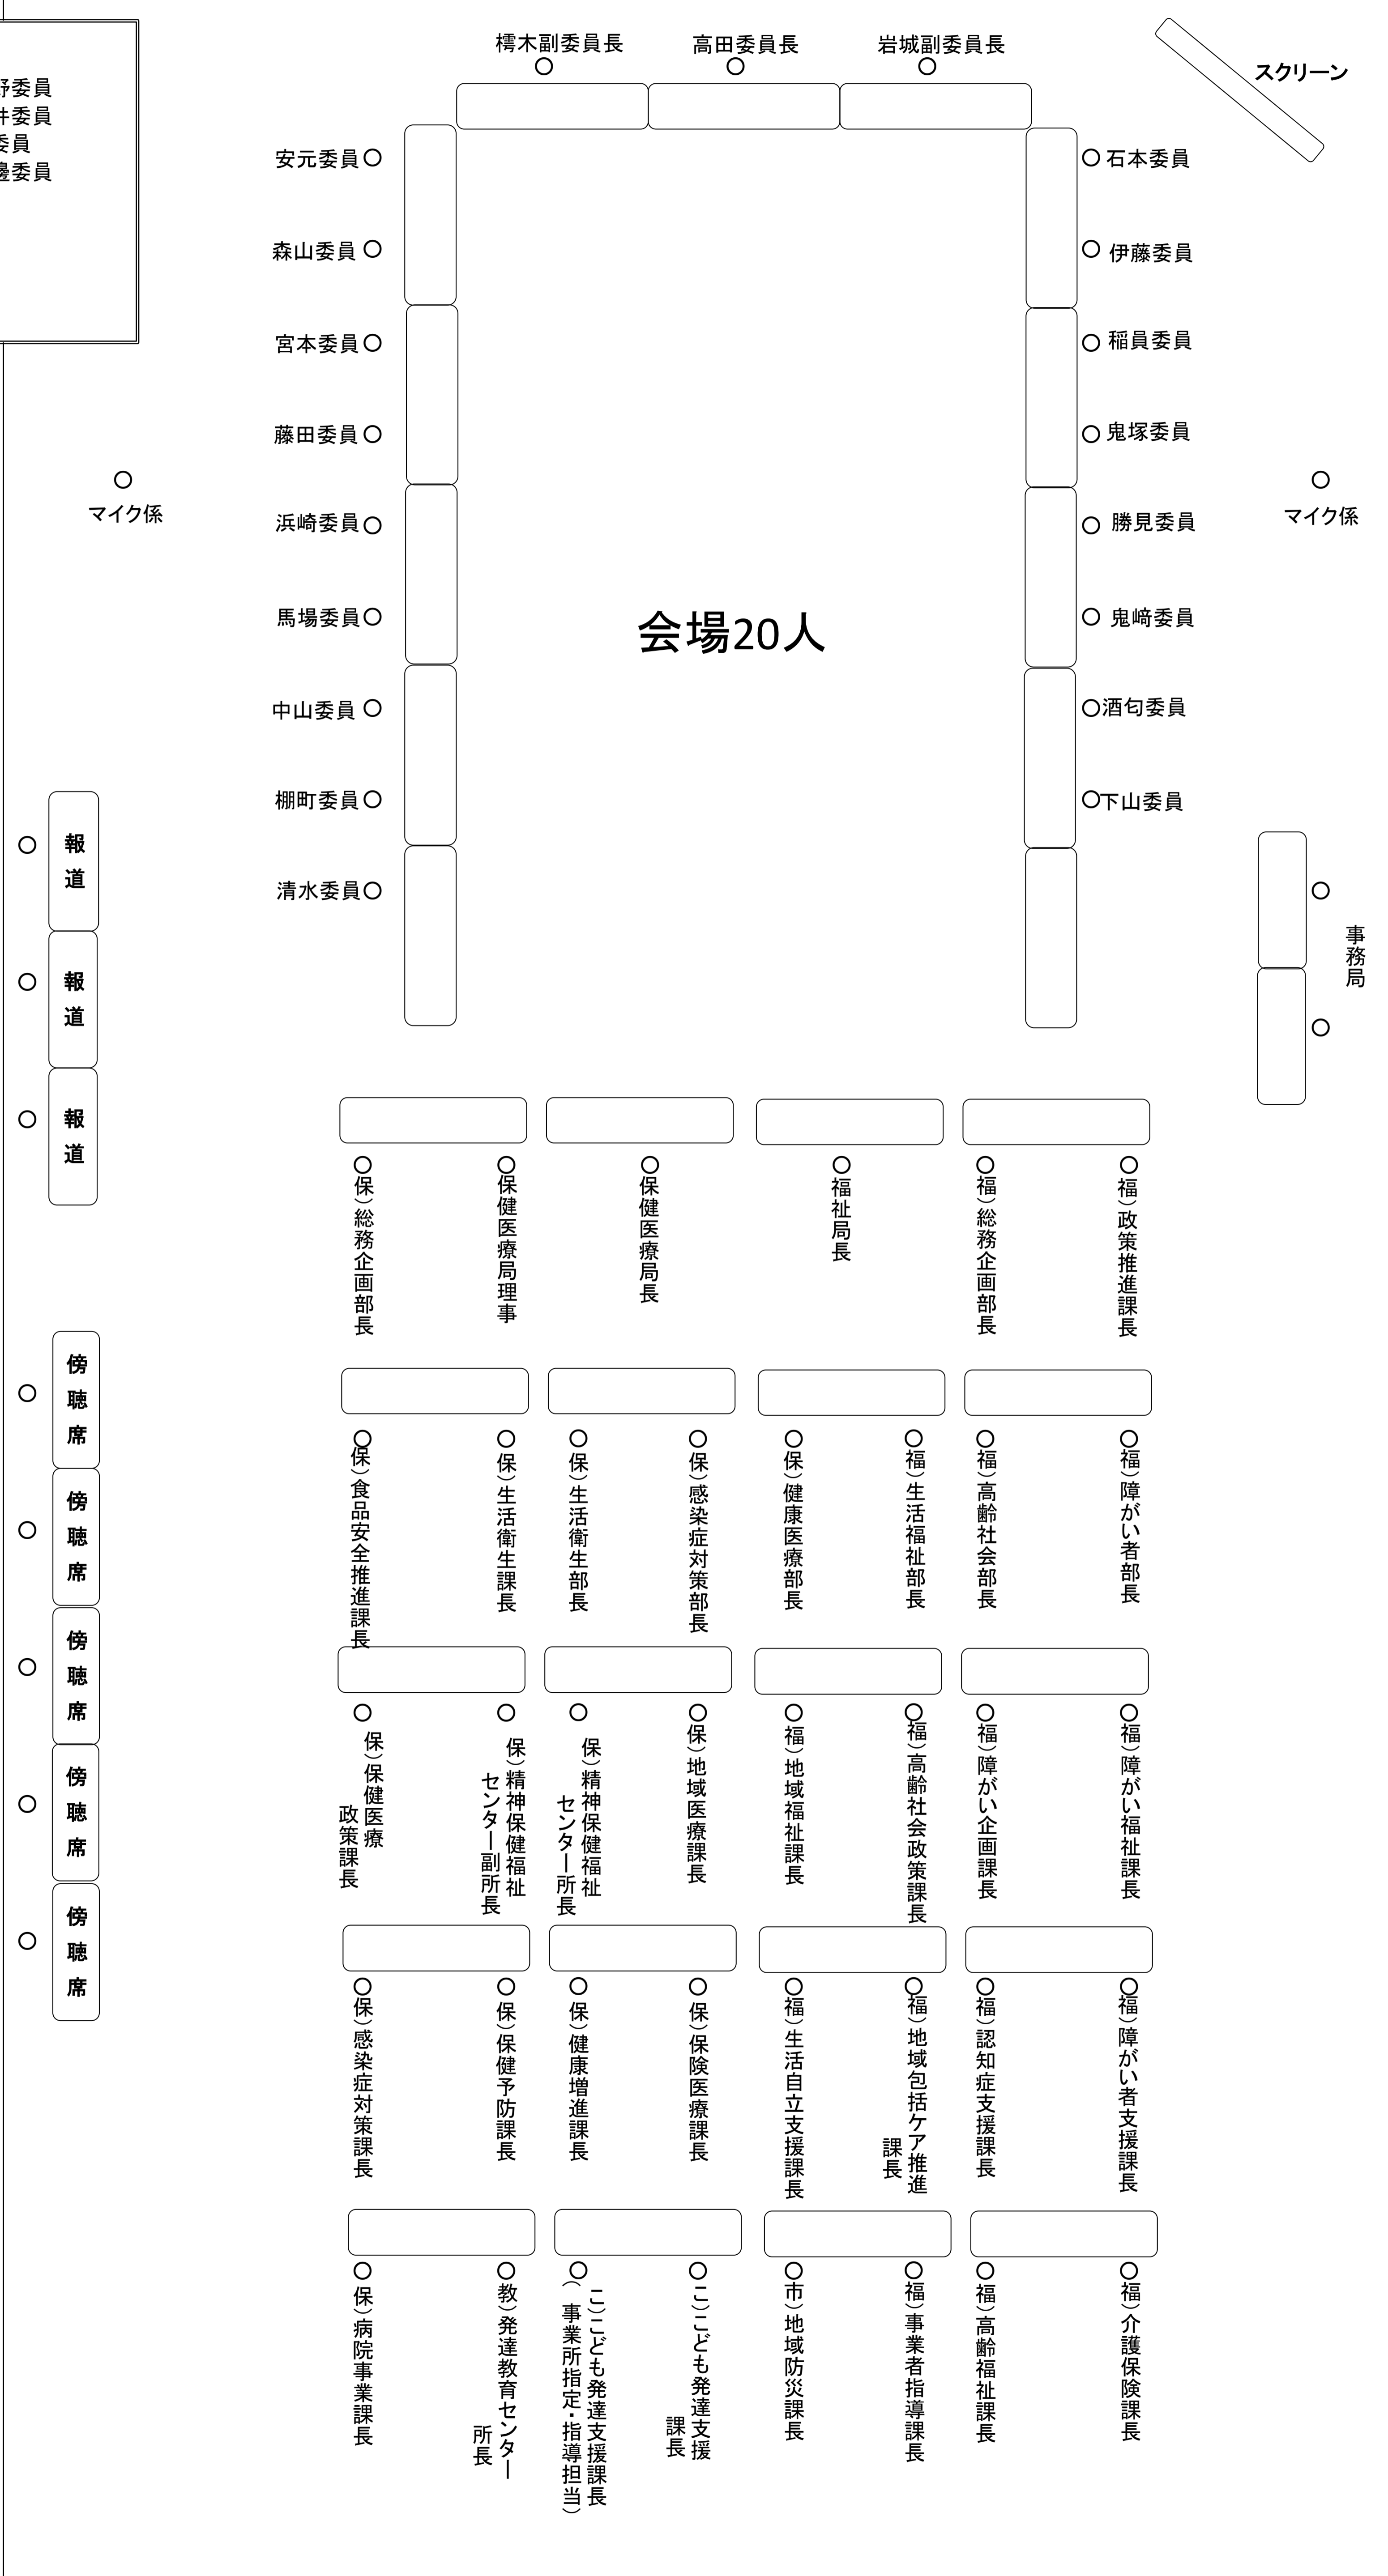 樗木副委員長
高田委員長
岩城副委員長
スクリーン
野委員
井委員
委員
邊委員
安元委員
森山委員
宮本委員
藤田委員
浜崎委員
馬場委員
中山委員
棚町委員
清水委員
石本委員
伊藤委員
稲員委員
鬼塚委員
勝見委員
鬼﨑委員
酒匂委員
下山委員
マイク係
マイク係
会場20人
報道
報道
報道
事務局
傍聴席
傍聴席
傍聴席
傍聴席
傍聴席
保）総務企画部長
保健医療局理事
保健医療局長
福祉局長
福）総務企画部長
福）政策推進課長
保）食品安全推進課長
保）生活衛生課長
保）生活衛生部長
保）感染症対策部長
保）健康医療部長
福）生活福祉部長
福）高齢社会部長
福）障がい者部長
保）保健医療
政策課長
保）精神保健福祉
センター副所長
保）精神保健福祉
センター所長
保）地域医療課長
福）地域福祉課長
福）高齢社会政策課長
福）障がい企画課長
福）障がい福祉課長
保）感染症対策課長
保）保健予防課長
保）健康増進課長
保）保険医療課長
福）生活自立支援課長
福）地域包括ケア推進
課長
福）認知症支援課長
福）障がい者支援課長
保）病院事業課長
教）発達教育センター
所長
こ）こども発達支援課長
（事業所指定・指導担当）
こ）こども発達支援
課長
市）地域防災課長
福）事業者指導課長
福）高齢福祉課長
福）介護保険課長